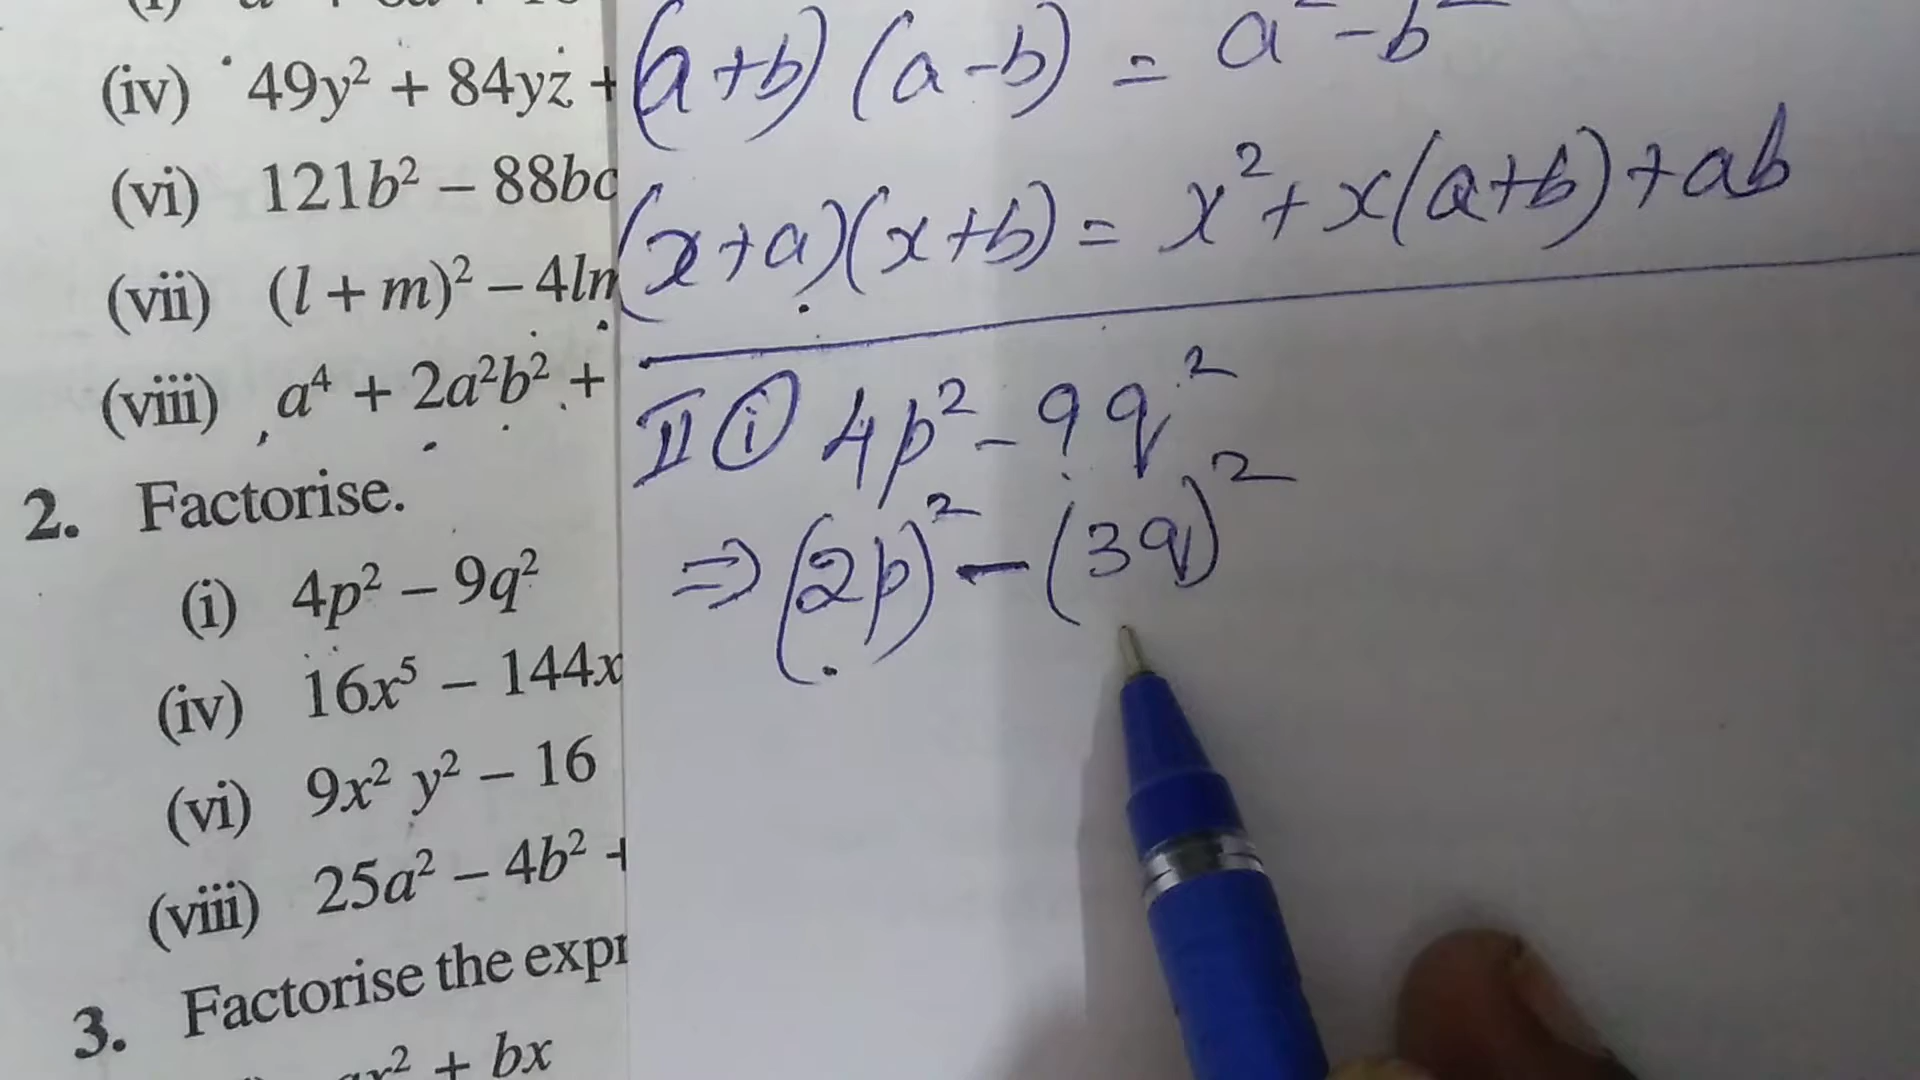 (iv) 49y² + 84yz +
(vi) 121b² – 88bc
(vii) (l + m)² – 4lm
(viii) a⁴ + 2a²b² +
2. Factorise.
(i) 4p² – 9q²
(iv) 16x⁵ – 144x
(vi) 9x² y² – 16
(viii) 25a² – 4b² +
3. Factorise the expr
ax² + bx
(a+b) (a-b) = a² - b²
(x+a)(x+b) = x² + x(a+b) + ab
II (i) 4p² - 9q²
⇒ (2p)² - (3q)²